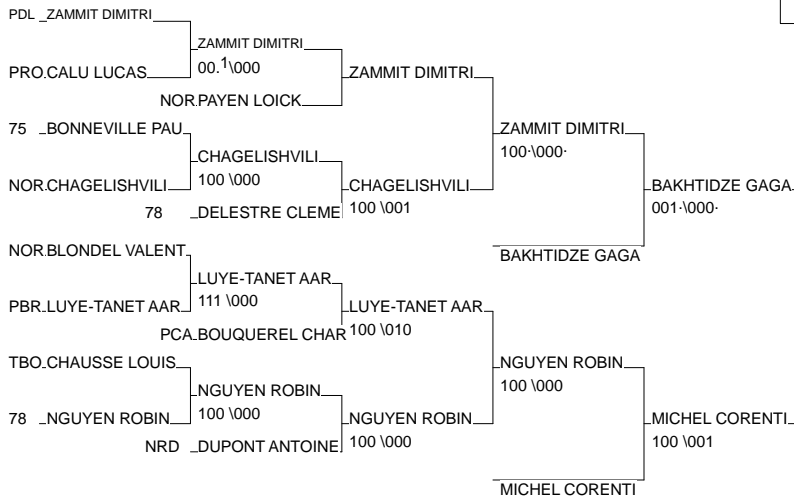 PDL ZAMMIT DIMITRI
ZAMMIT DIMITRI
00.1\000
PRO.CALU LUCAS
ZAMMIT DIMITRI
NOR.PAYEN LOICK
75 BONNEVILLE PAU
ZAMMIT DIMITRI
100·\000·
CHAGELISHVILI
100 \000
NOR.CHAGELISHVILI
CHAGELISHVILI
100 \001
BAKHTIDZE GAGA
001·\000·
78 DELESTRE CLEME
NOR.BLONDEL VALENT
BAKHTIDZE GAGA
LUYE-TANET AAR
111 \000
PBR.LUYE-TANET AAR
LUYE-TANET AAR
100 \010
PCA.BOUQUEREL CHAR
TBO.CHAUSSE LOUIS
NGUYEN ROBIN
100 \000
NGUYEN ROBIN
100 \000
78 NGUYEN ROBIN
NGUYEN ROBIN
100 \000
MICHEL CORENTI
100 \001
NRD DUPONT ANTOINE
MICHEL CORENTI